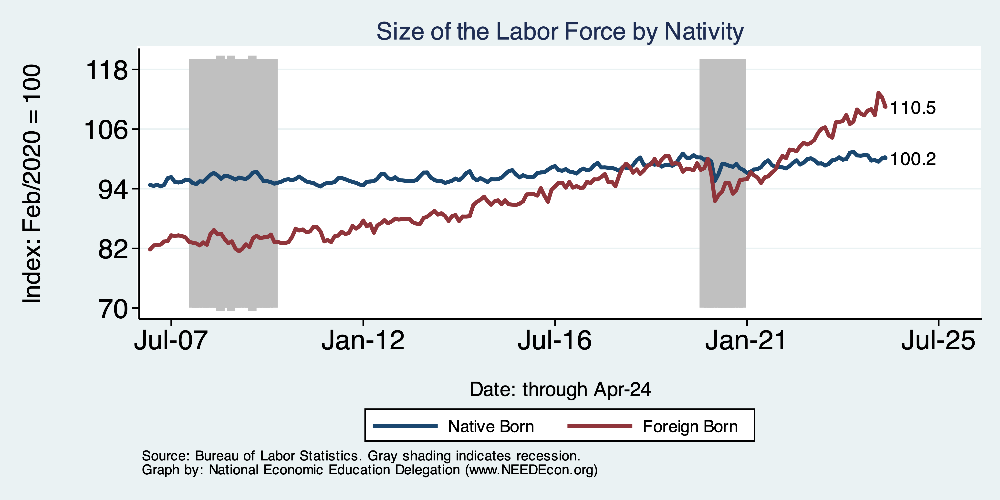 Size of the Labor Force by Nativity
Index: Feb/2020 = 100
118
106
94
82
70
110.5
100.2
Jul-07 Jan-12 Jul-16 Jan-21 Jul-25
Date: through Apr-24
Native Born Foreign Born
Source: Bureau of Labor Statistics. Gray shading indicates recession.
Graph by: National Economic Education Delegation (www.NEEDEcon.org)